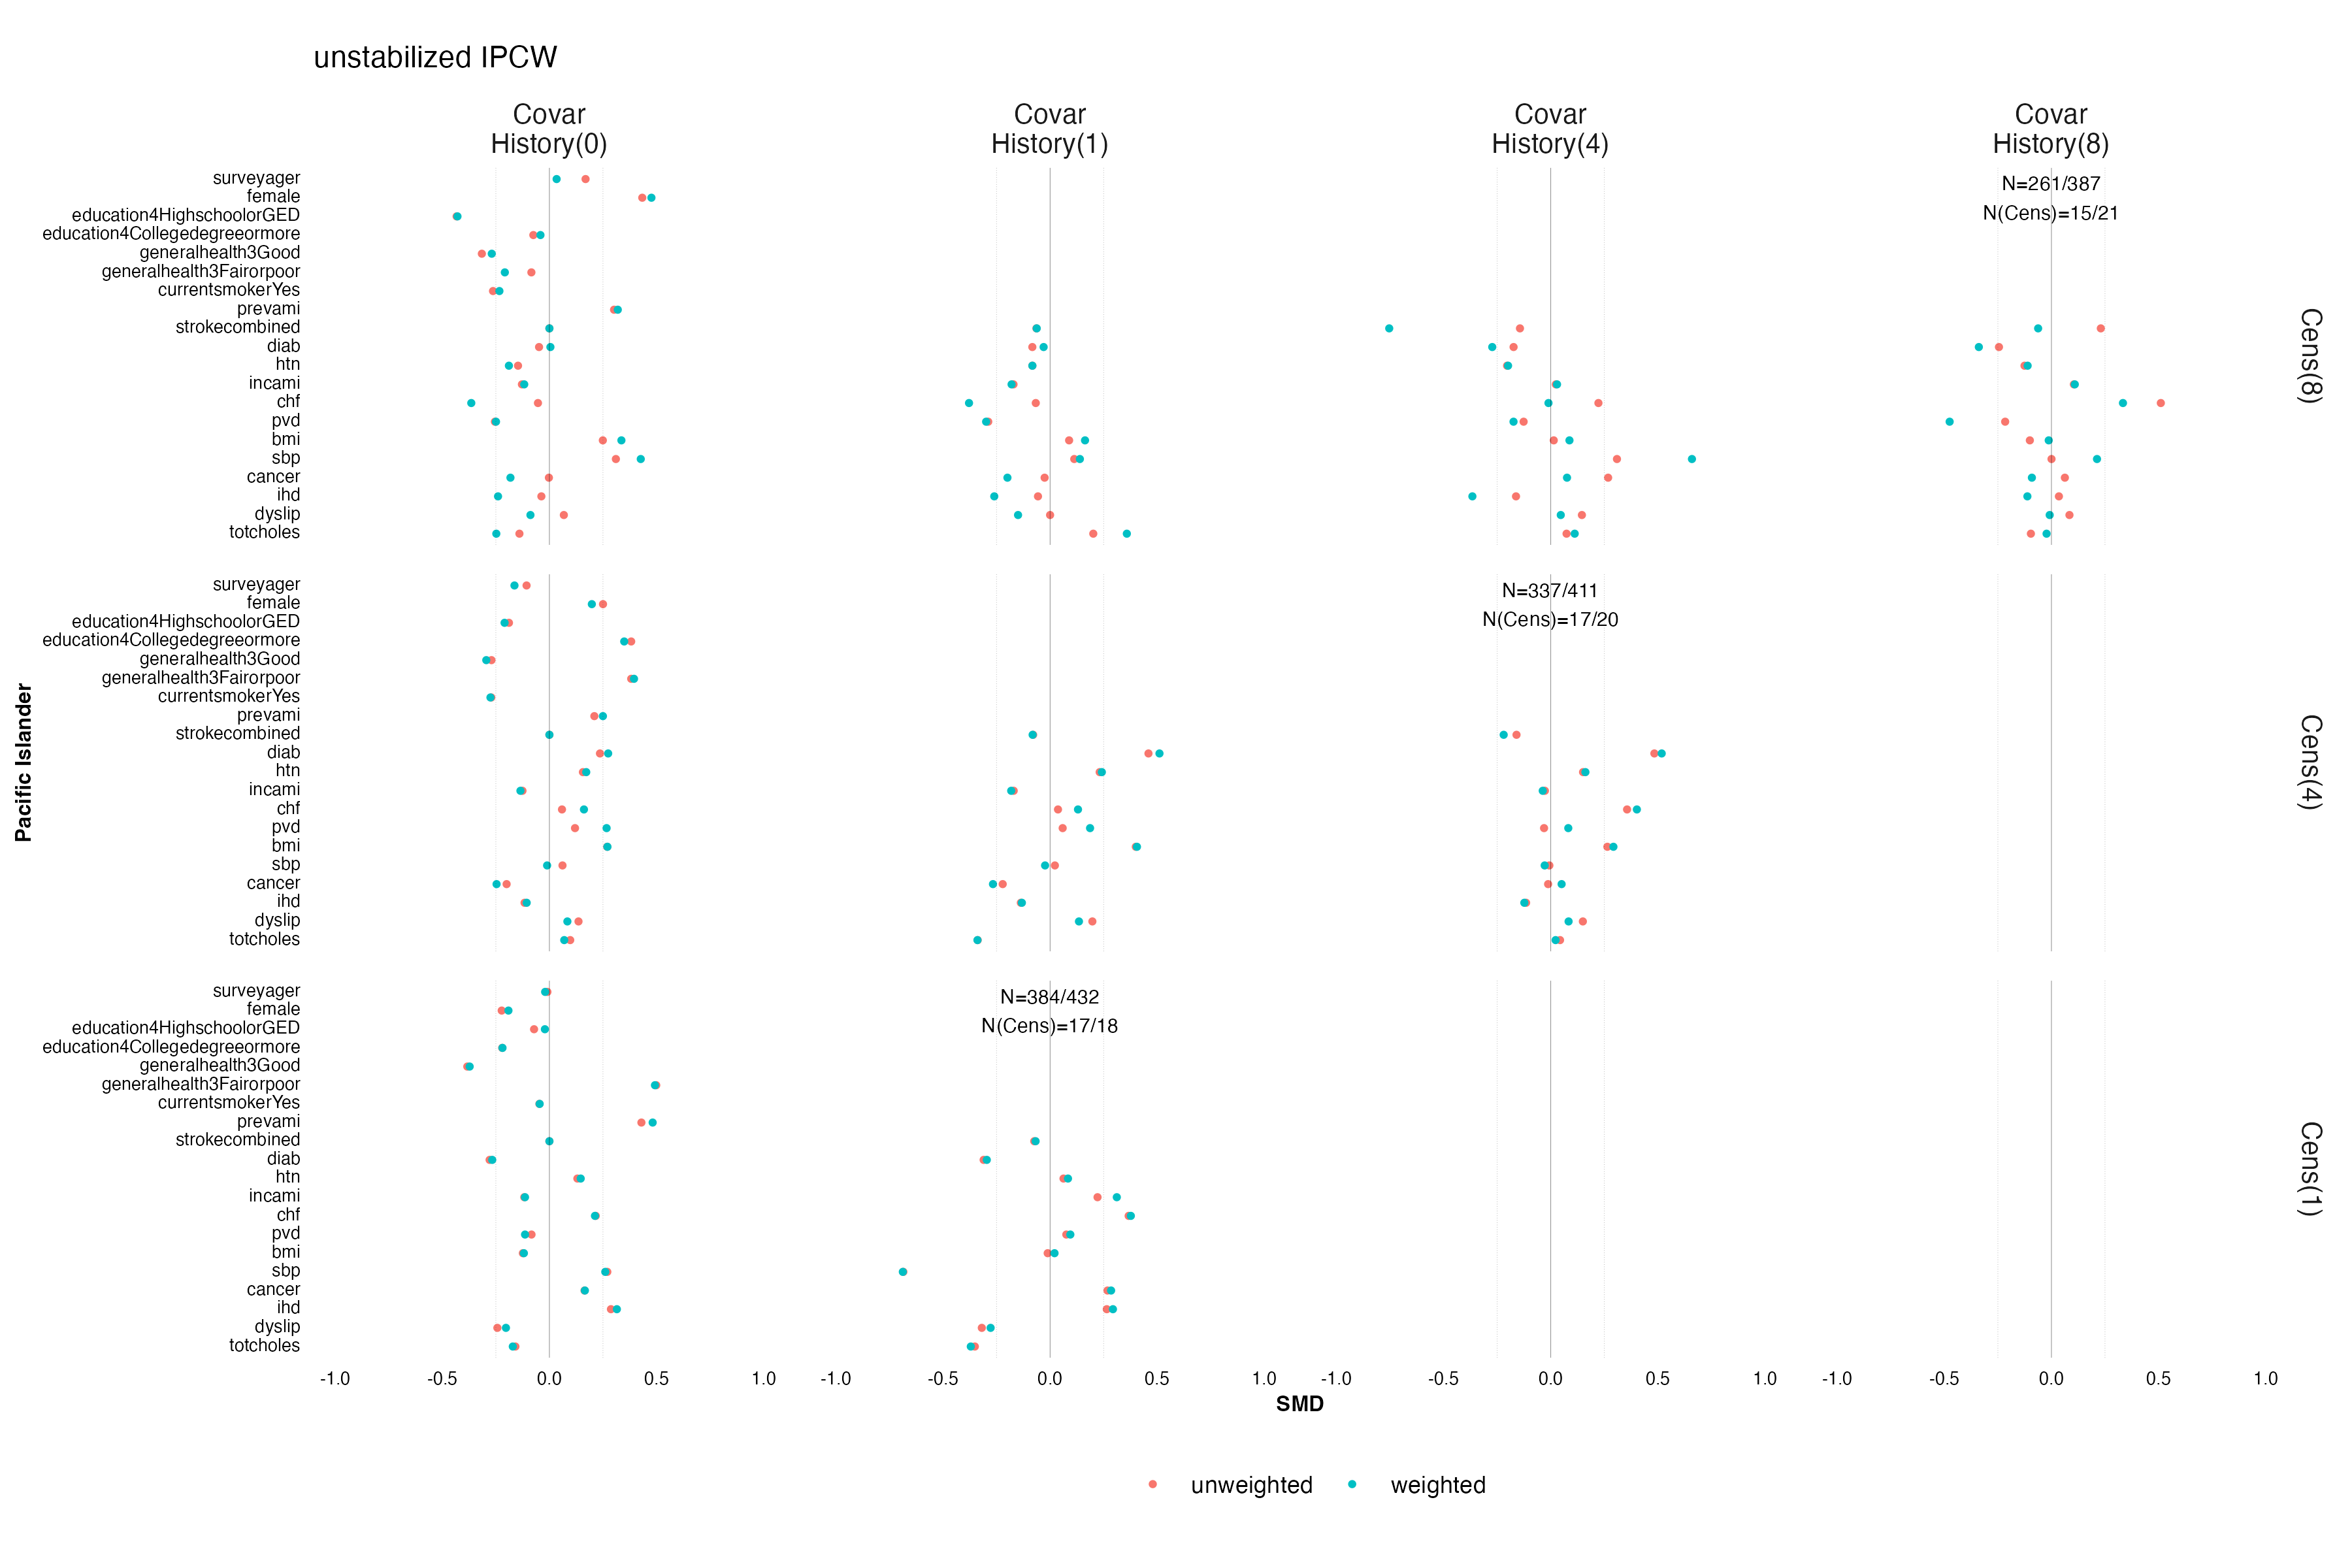 unstabilized IPCW
Covar
History(0)
Covar
History(1)
Covar
History(4)
Covar
History(8)
surveyager
female
education4HighschoolorGED
education4Collegedegreeormore
generalhealth3Good
generalhealth3Fairorpoor
currentsmokerYes
prevami
strokecombined
diab
htn
incami
chf
pvd
bmi
sbp
cancer
ihd
dyslip
totcholes
N=261/387
N(Cens)=15/21
Cens(8)
Pacific Islander
surveyager
female
education4HighschoolorGED
education4Collegedegreeormore
generalhealth3Good
generalhealth3Fairorpoor
currentsmokerYes
prevami
strokecombined
diab
htn
incami
chf
pvd
bmi
sbp
cancer
ihd
dyslip
totcholes
N=337/411
N(Cens)=17/20
Cens(4)
surveyager
female
education4HighschoolorGED
education4Collegedegreeormore
generalhealth3Good
generalhealth3Fairorpoor
currentsmokerYes
prevami
strokecombined
diab
htn
incami
chf
pvd
bmi
sbp
cancer
ihd
dyslip
totcholes
N=384/432
N(Cens)=17/18
Cens(1)
-1.0 -0.5 0.0 0.5 1.0 -1.0 -0.5 0.0 0.5 1.0 -1.0 -0.5 0.0 0.5 1.0 -1.0 -0.5 0.0 0.5 1.0
SMD
unweighted weighted